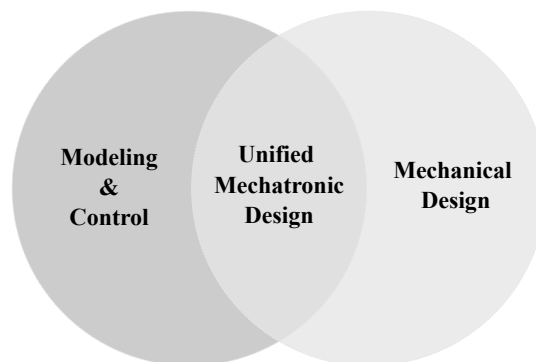 Modeling
&
Control
Unified
Mechatronic
Design
Mechanical
Design